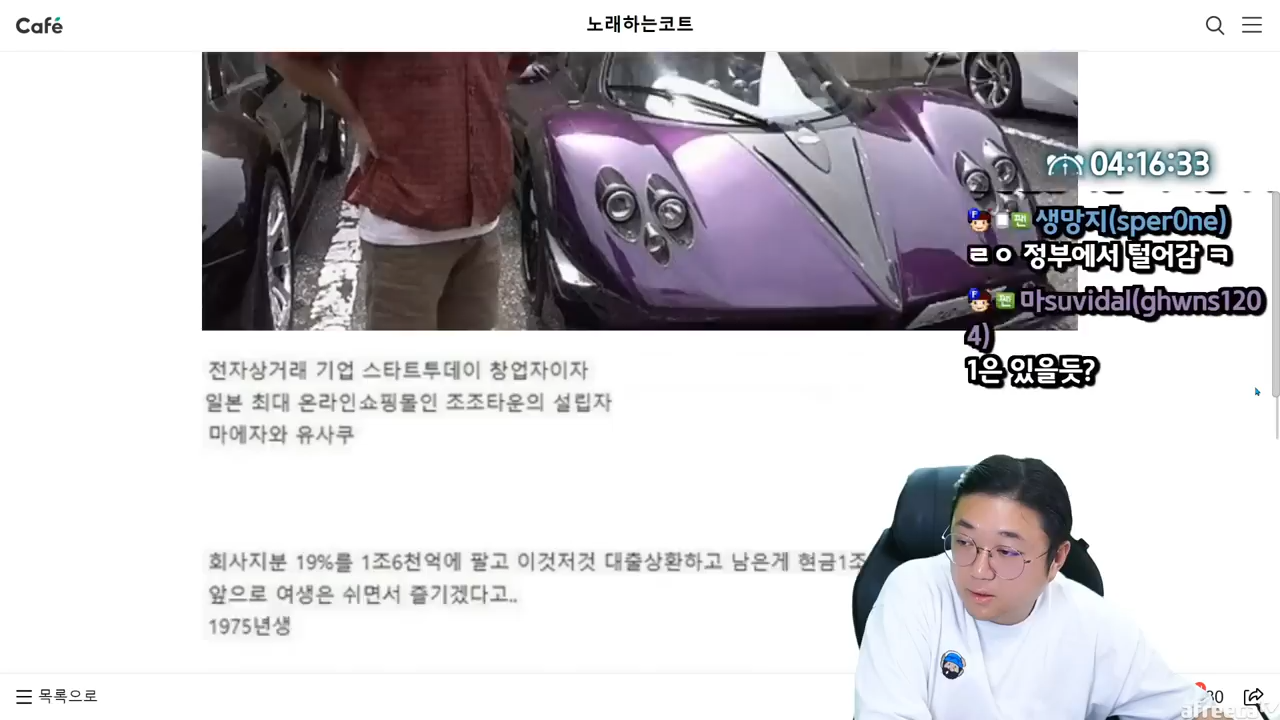 Café
노래하는코트
04:16:33
팬 생망지(sper0ne)
ㄹㅇ 정부에서 털어감 ㅋ
팬 마suvidal(ghwns120
4)
1은 있을듯?
전자상거래 기업 스타트투데이 창업자이자
일본 최대 온라인쇼핑몰인 조조타운의 설립자
마에자와 유사쿠
회사지분 19%를 1조6천억에 팔고 이것저것 대출상환하고 남은게 현금1조
앞으로 여생은 쉬면서 즐기겠다고..
1975년생
목록으로
30
afreecaTV